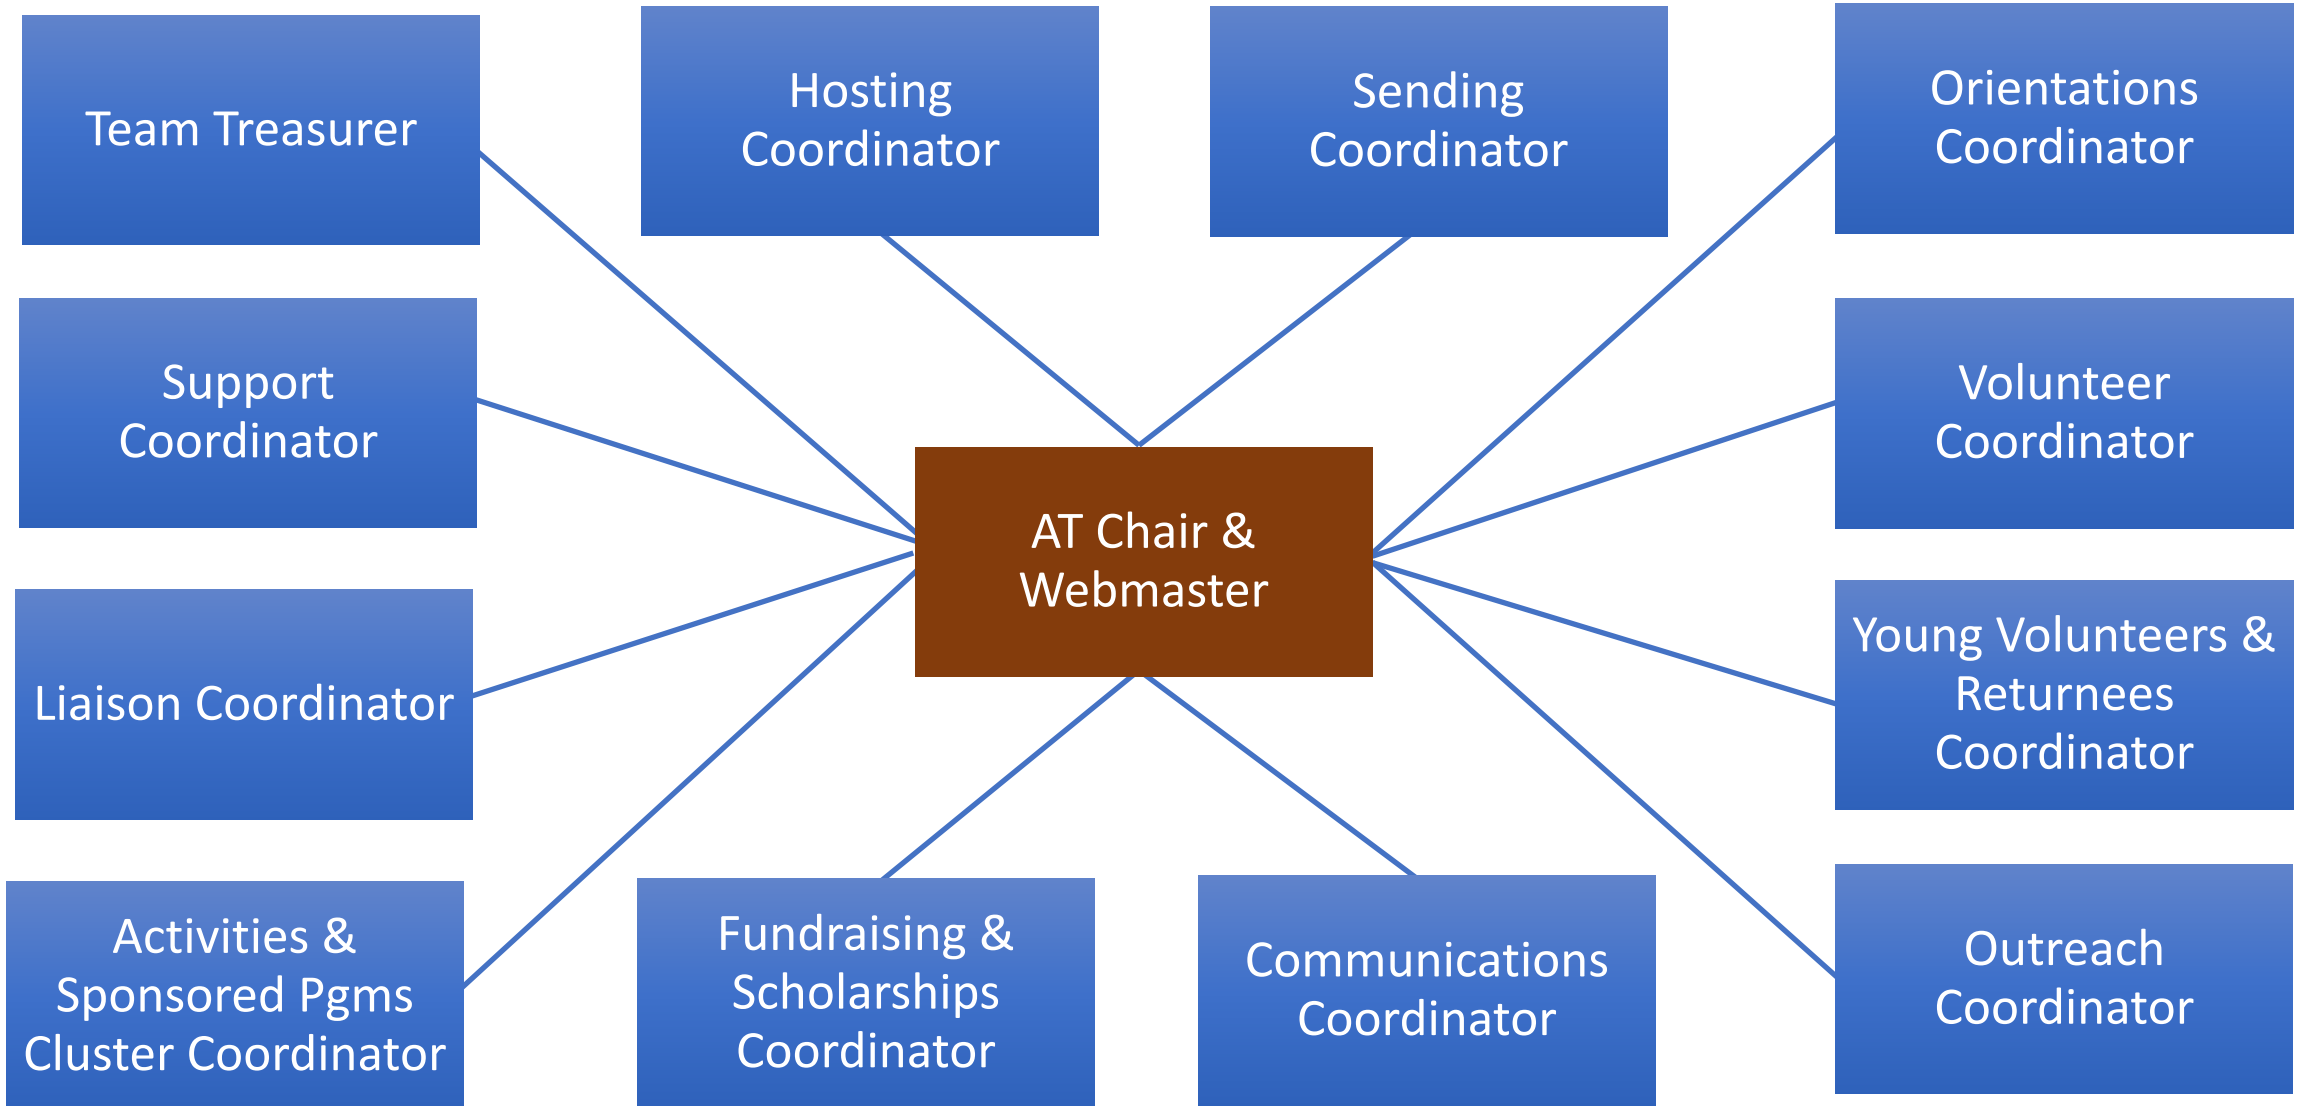 Team Treasurer
Hosting
Coordinator
Sending
Coordinator
Orientations
Coordinator
Support
Coordinator
Volunteer
Coordinator
AT Chair &
Webmaster
Liaison Coordinator
Young Volunteers &
Returnees
Coordinator
Activities &
Sponsored Pgms
Cluster Coordinator
Fundraising &
Scholarships
Coordinator
Communications
Coordinator
Outreach
Coordinator